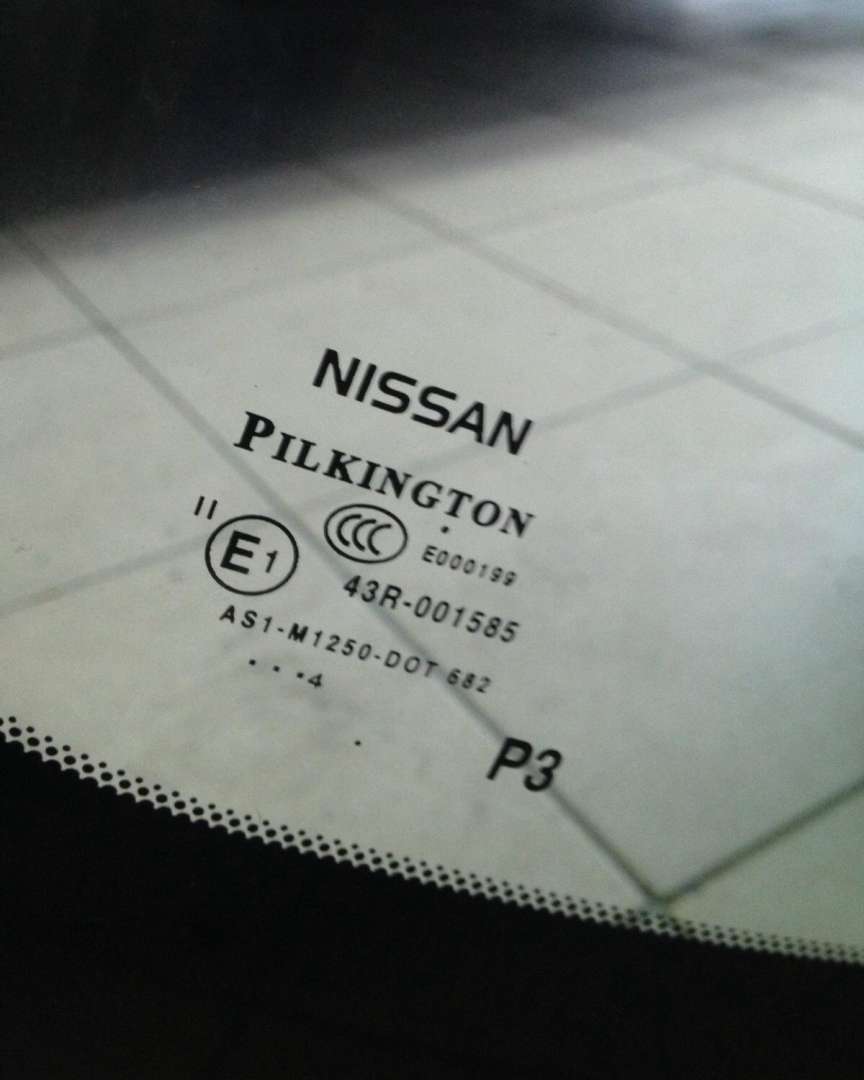 NISSAN
PILKINGTON
II
E1
CCC
E000199
43R-001585
AS1-M1250-DOT 682
. . .4
P3